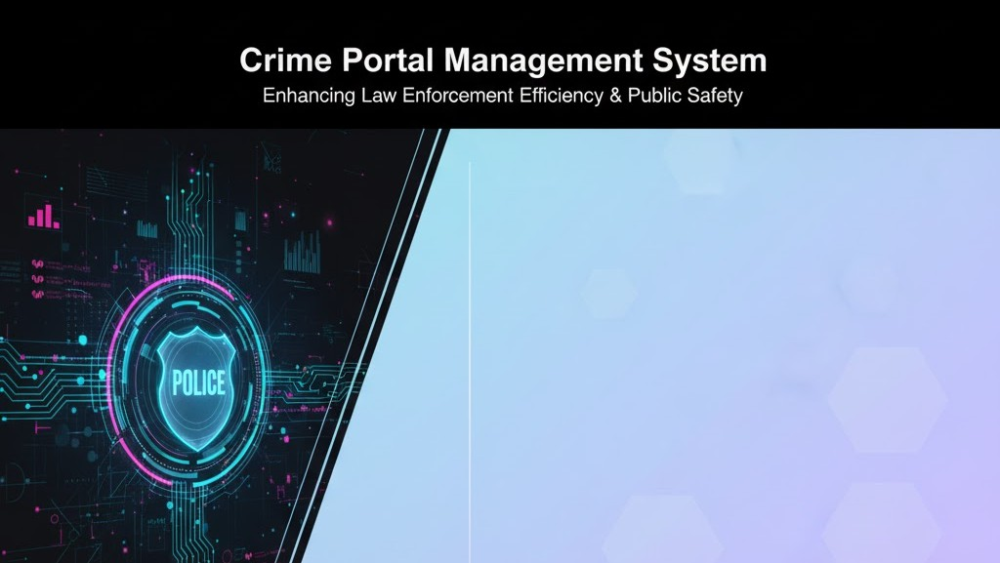 Crime Portal Management System
Enhancing Law Enforcement Efficiency & Public Safety
POLICE